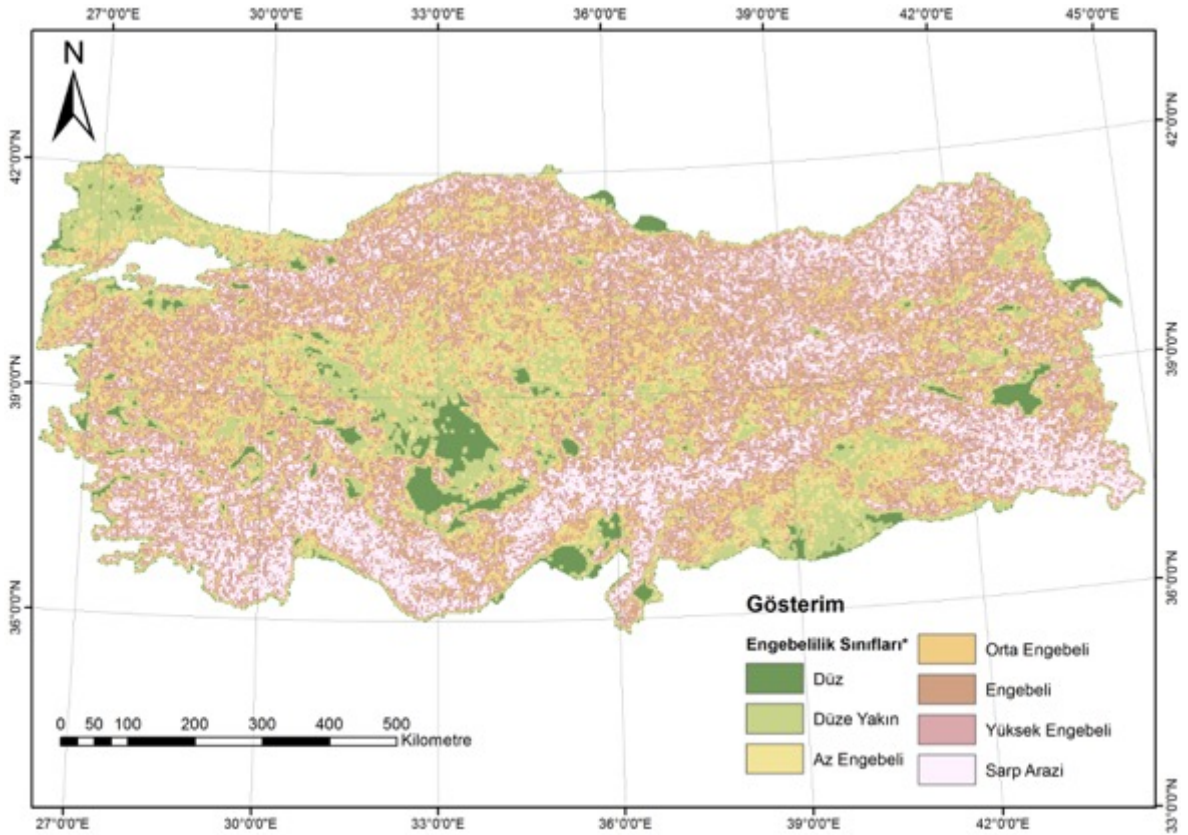 27°0'0"E 30°0'0"E 33°0'0"E 36°0'0"E 39°0'0"E 42°0'0"E 45°0'0"E
N
42°0'0"N
42°0'0"N
39°0'0"N
39°0'0"N
36°0'0"N
36°0'0"N
33°0'0"N
Gösterim
Engebelilik Sınıfları*
Düz
Düze Yakın
Az Engebeli
Orta Engebeli
Engebeli
Yüksek Engebeli
Sarp Arazi
0 50 100 200 300 400 500
Kilometre
27°0'0"E 30°0'0"E 33°0'0"E 36°0'0"E 39°0'0"E 42°0'0"E